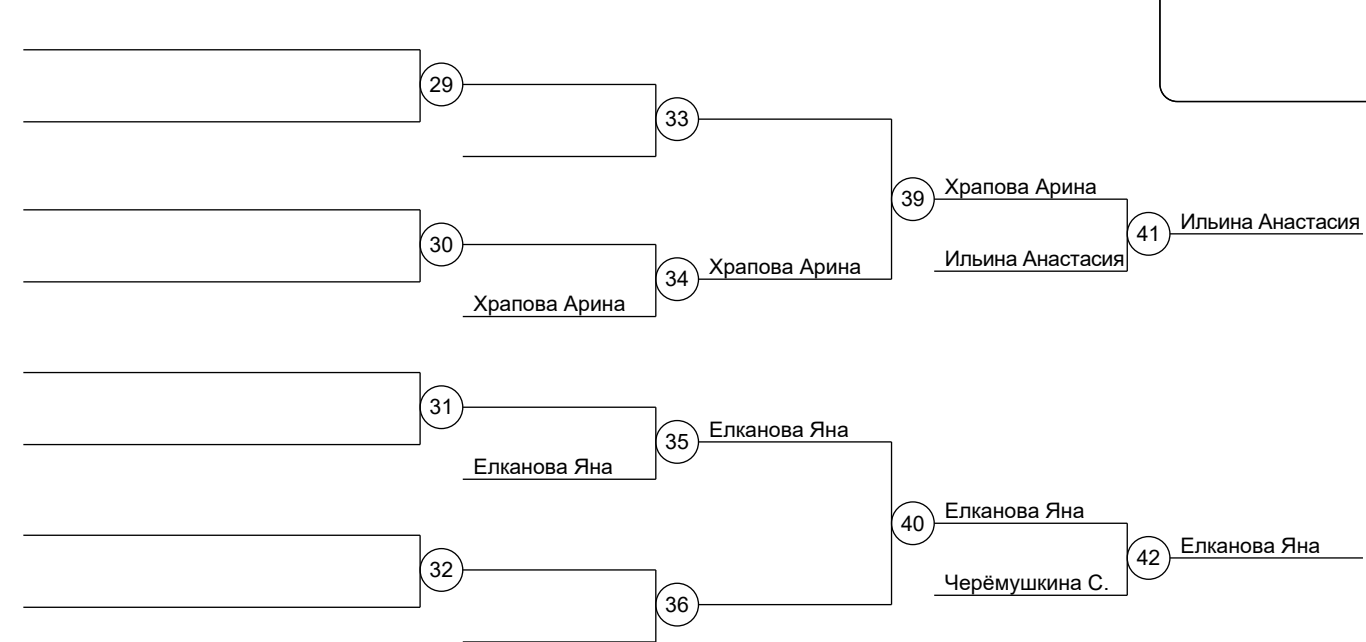 29
33
39
Храпова Арина
41
Ильина Анастасия
30
Ильина Анастасия
34
Храпова Арина
Храпова Арина
31
35
Елканова Яна
Елканова Яна
40
Елканова Яна
42
Елканова Яна
32
Черёмушкина С.
36